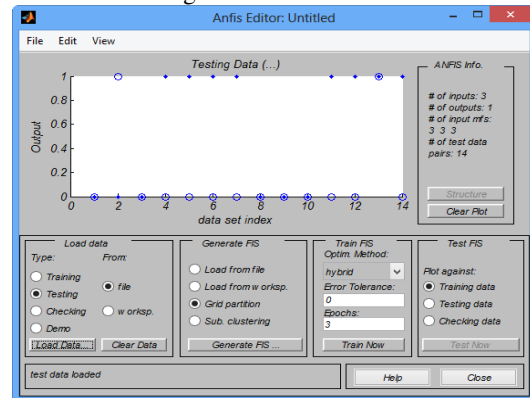 Anfis Editor: Untitled
File Edit View
Testing Data (...)
1
0.8
0.6
0.4
0.2
0
Output
0 2 4 6 8 10 12 14
data set index
ANFIS Info.
# of inputs: 3
# of outputs: 1
# of input mfs:
3 3 3
# of test data
pairs: 14
Structure
Clear Plot
Load data
Type: From:
Training
Testing
Checking
Demo
file
worksp.
Load Data...
Clear Data
Generate FIS
Load from file
Load from worksp.
Grid partition
Sub. clustering
Generate FIS ...
Train FIS
Optim. Method:
hybrid
Error Tolerance:
0
Epochs:
3
Train Now
Test FIS
Plot against:
Training data
Testing data
Checking data
Test Now
test data loaded
Help
Close